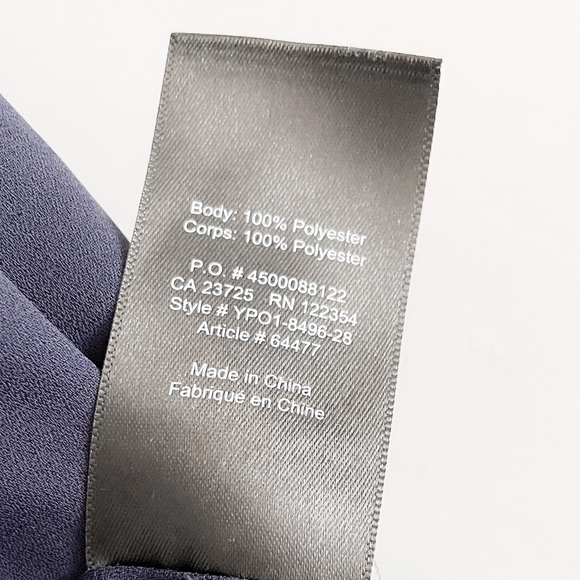 Body: 100% Polyester
Corps: 100% Polyester
P.O. # 4500088122
CA 23725 RN 122354
Style # YPO1-8496-28
Article # 64477
Made in China
Fabriqué en Chine